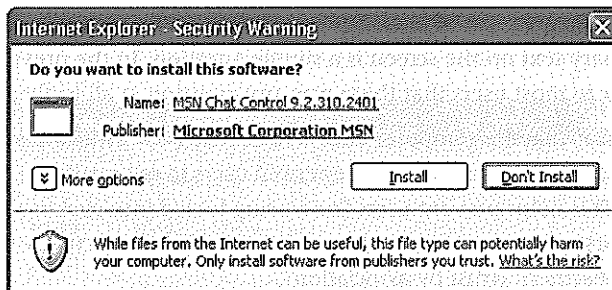 Internet Explorer - Security Warning
Do you want to install this software?
Name: MSN Chat Control 9.2.310.2401
Publisher: Microsoft Corporation MSN
More options
Install
Don't Install
While files from the Internet can be useful, this file type can potentially harm
your computer. Only install software from publishers you trust. What's the risk?